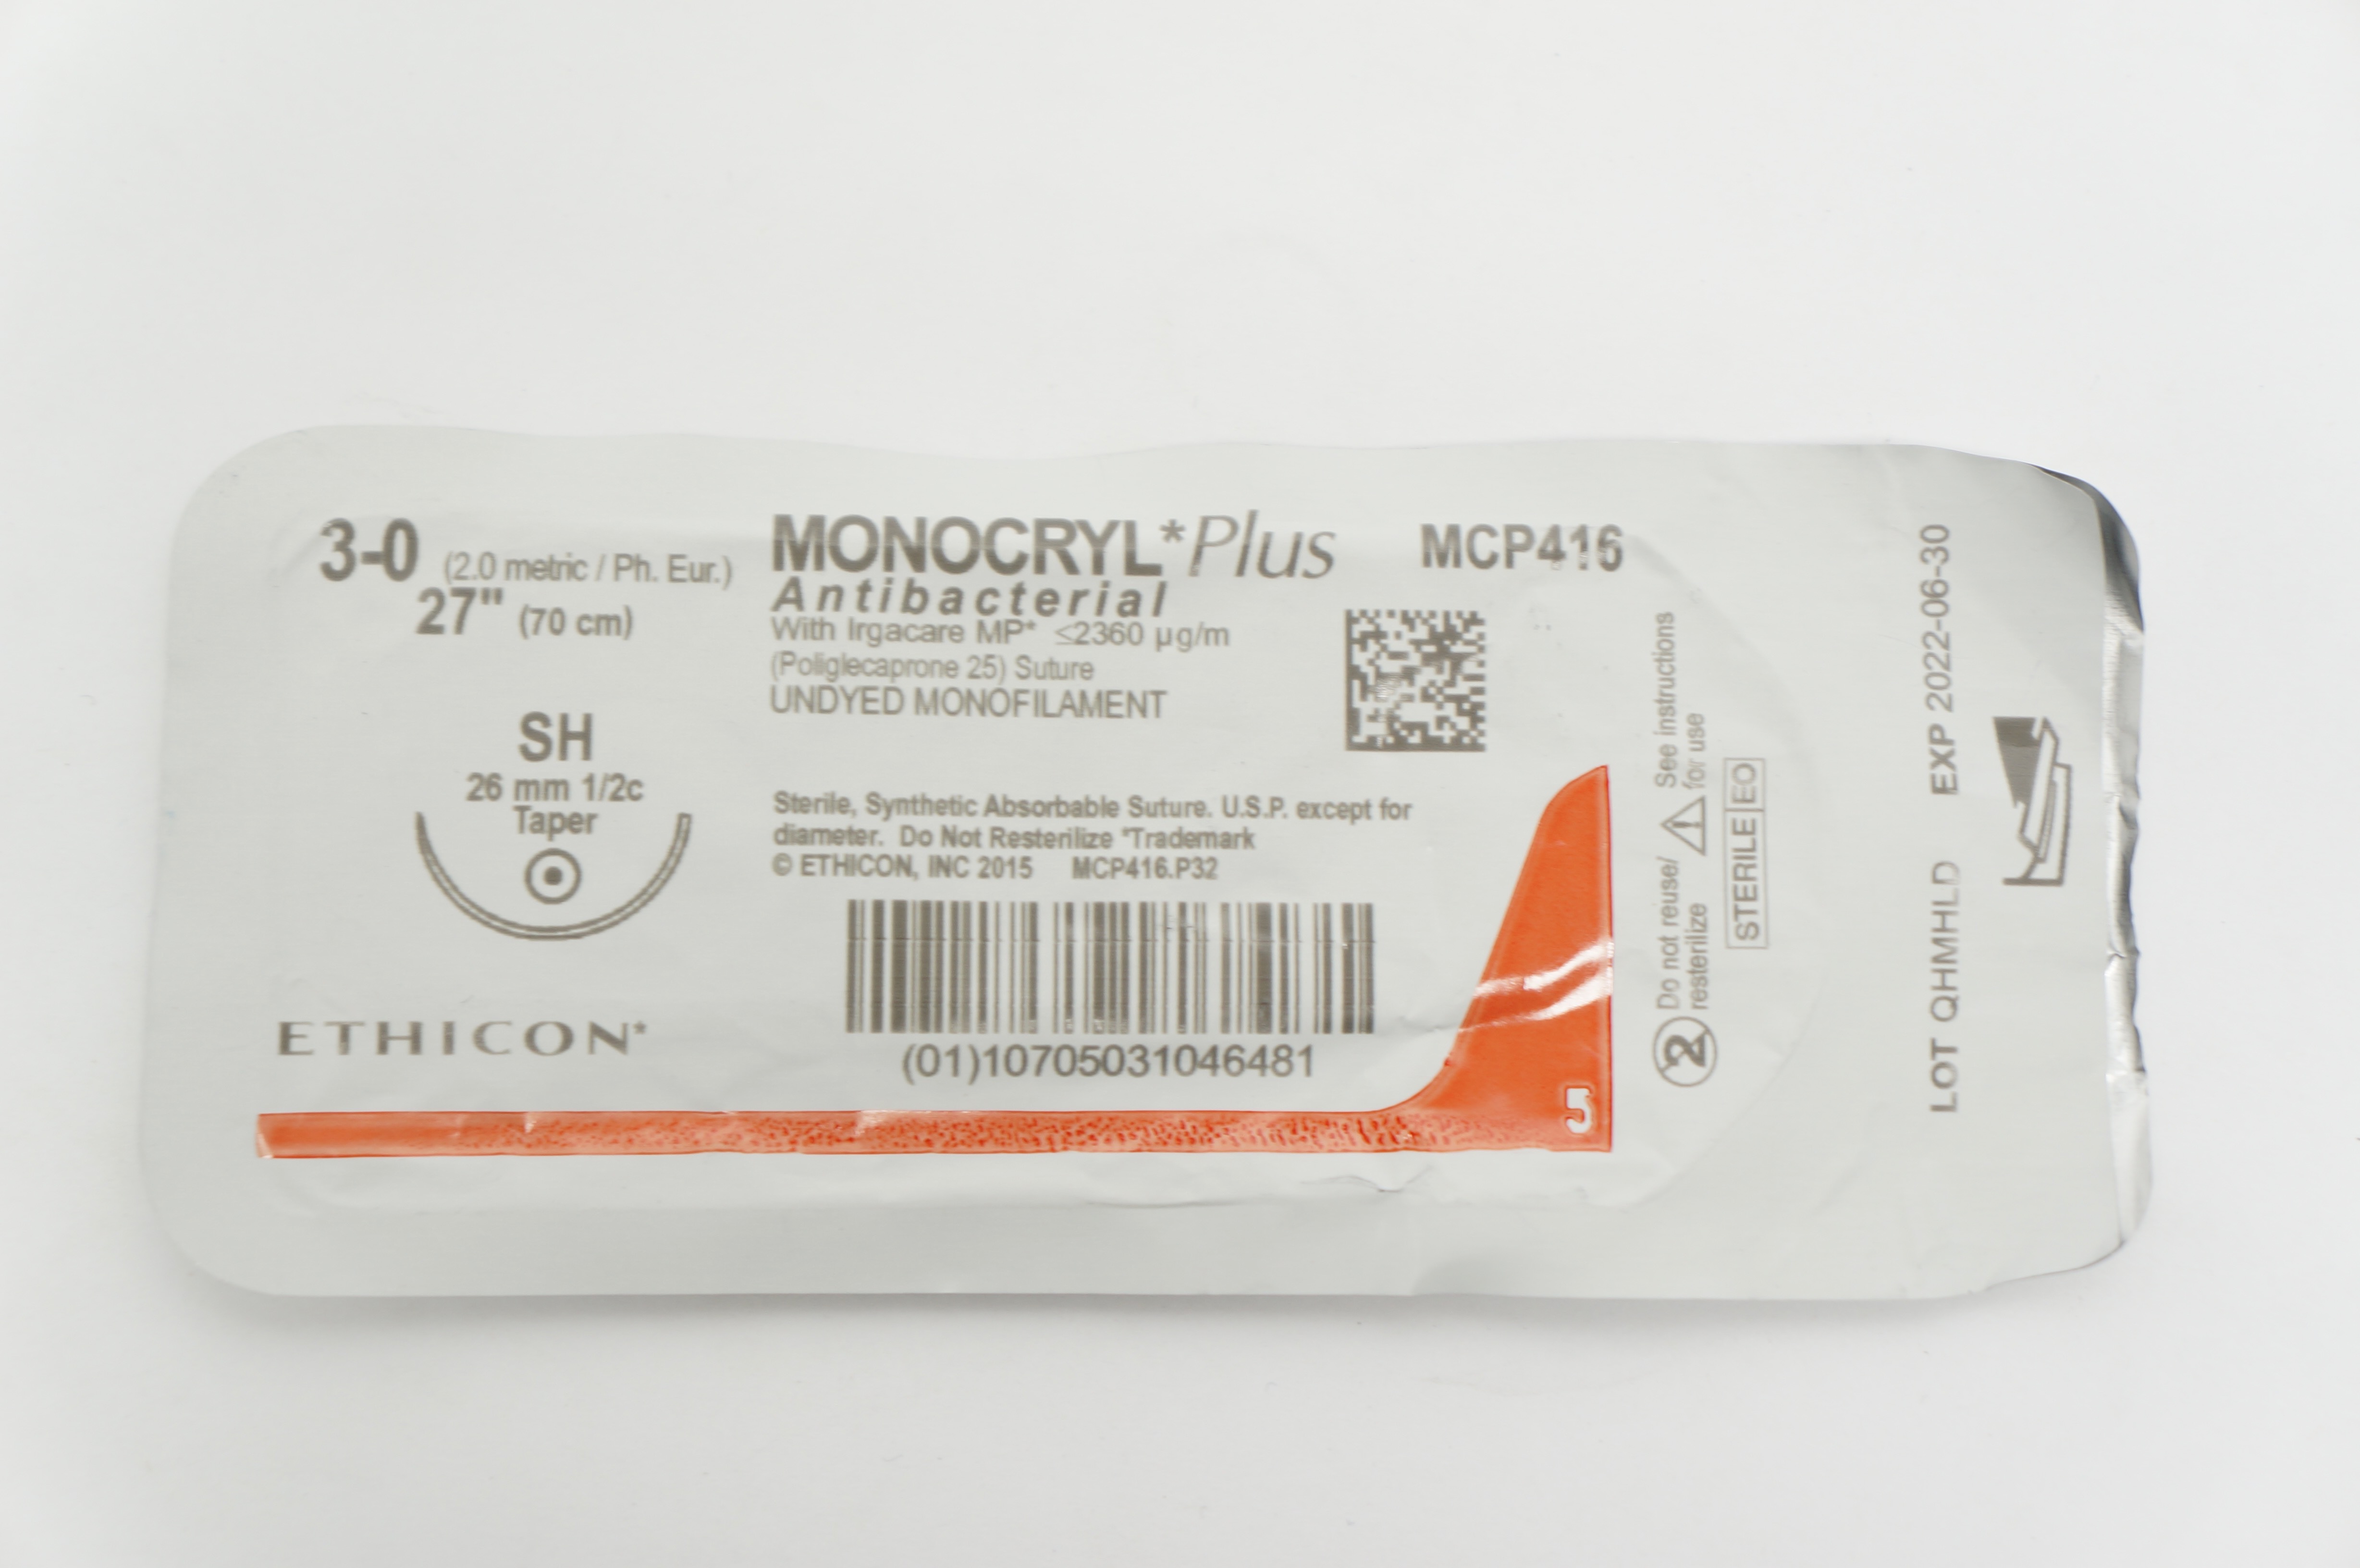 3-0 (2.0 metric / Ph. Eur.)
27" (70 cm)
SH
26 mm 1/2c
Taper
ETHICON*
MONOCRYL*Plus
Antibacterial
With Irgacare MP* ≤2360 µg/m
(Poliglecaprone 25) Suture
UNDYED MONOFILAMENT
MCP416
Sterile, Synthetic Absorbable Suture. U.S.P. except for
diameter. Do Not Resterilize *Trademark
© ETHICON, INC 2015 MCP416.P32
(01)10705031046481
5
2 Do not reuse/
resterilize
See instructions
for use
STERILE EO
LOT QHMHLD EXP 2022-06-30